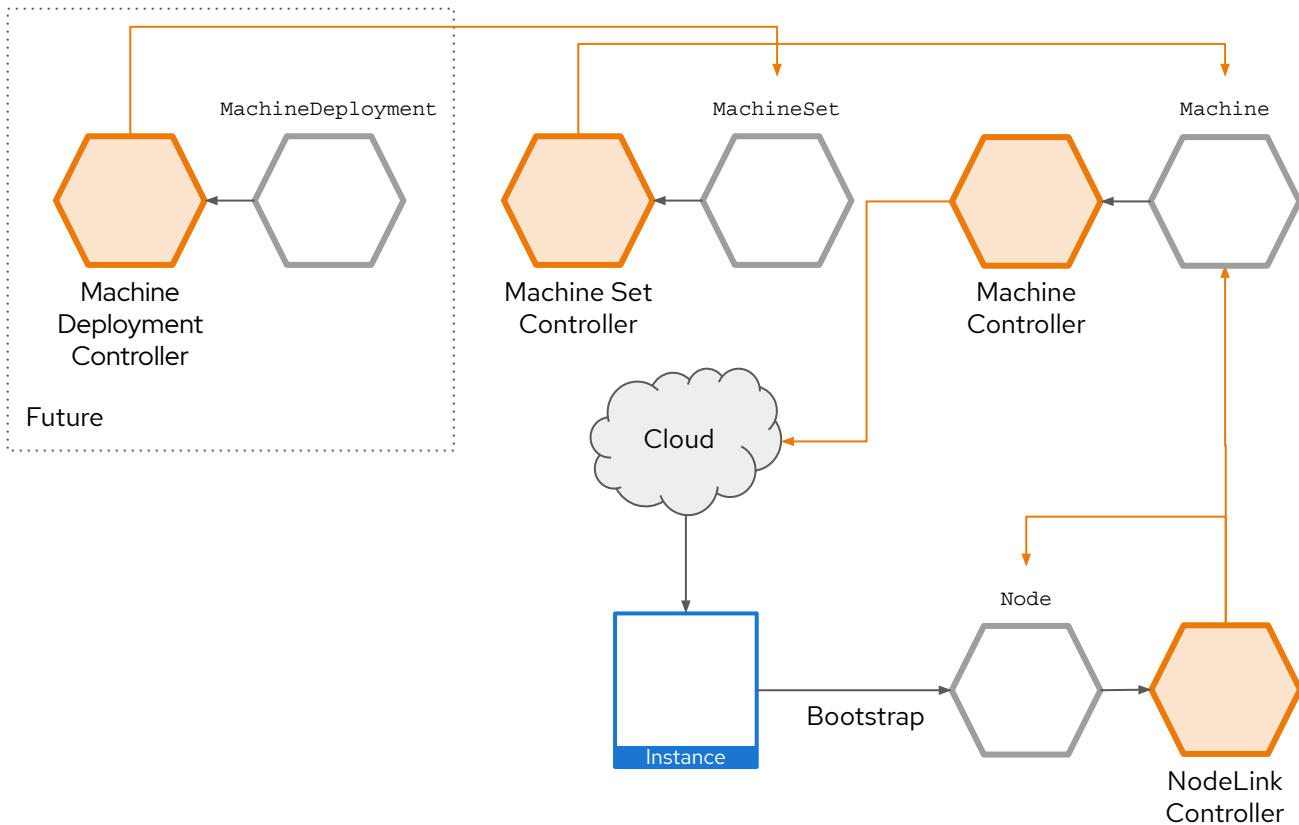 MachineDeployment
MachineSet
Machine
Machine
Deployment
Controller
Machine Set
Controller
Machine
Controller
Future
Cloud
Node
Bootstrap
Instance
NodeLink
Controller